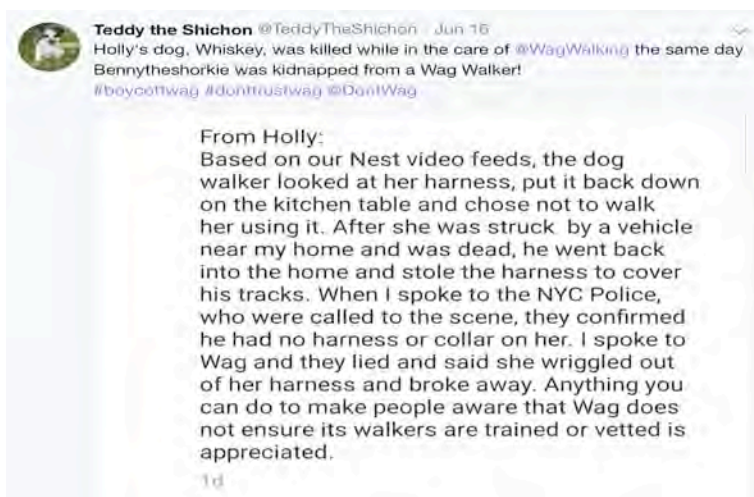 Teddy the Shichon @TeddyTheShichon · Jun 16
Holly's dog, Whiskey, was killed while in the care of @WagWalking the same day
Bennytheshorkie was kidnapped from a Wag Walker!
#boycottwag #donttrustwag @DontWag
From Holly:
Based on our Nest video feeds, the dog
walker looked at her harness, put it back down
on the kitchen table and chose not to walk
her using it. After she was struck by a vehicle
near my home and was dead, he went back
into the home and stole the harness to cover
his tracks. When I spoke to the NYC Police,
who were called to the scene, they confirmed
he had no harness or collar on her. I spoke to
Wag and they lied and said she wriggled out
of her harness and broke away. Anything you
can do to make people aware that Wag does
not ensure its walkers are trained or vetted is
appreciated.
1d